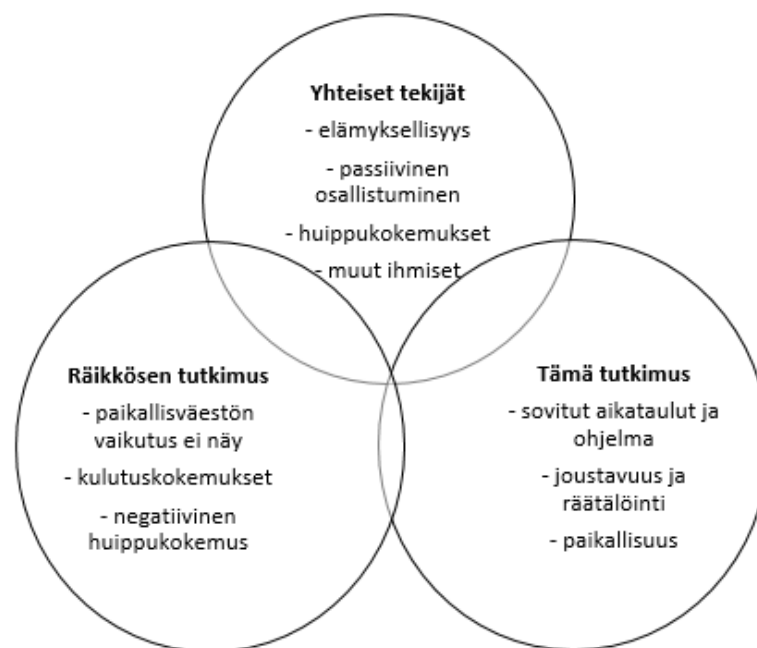 Yhteiset tekijät
- elämyksellisyys
- passiivinen
osallistuminen
- huippukokemukset
- muut ihmiset
Räikkösen tutkimus
- paikallisväestön
vaikutus ei näy
- kulutuskokemukset
- negatiivinen
huippukokemus
Tämä tutkimus
- sovitut aikataulut ja
ohjelma
- joustavuus ja
räätälöinti
- paikallisuus